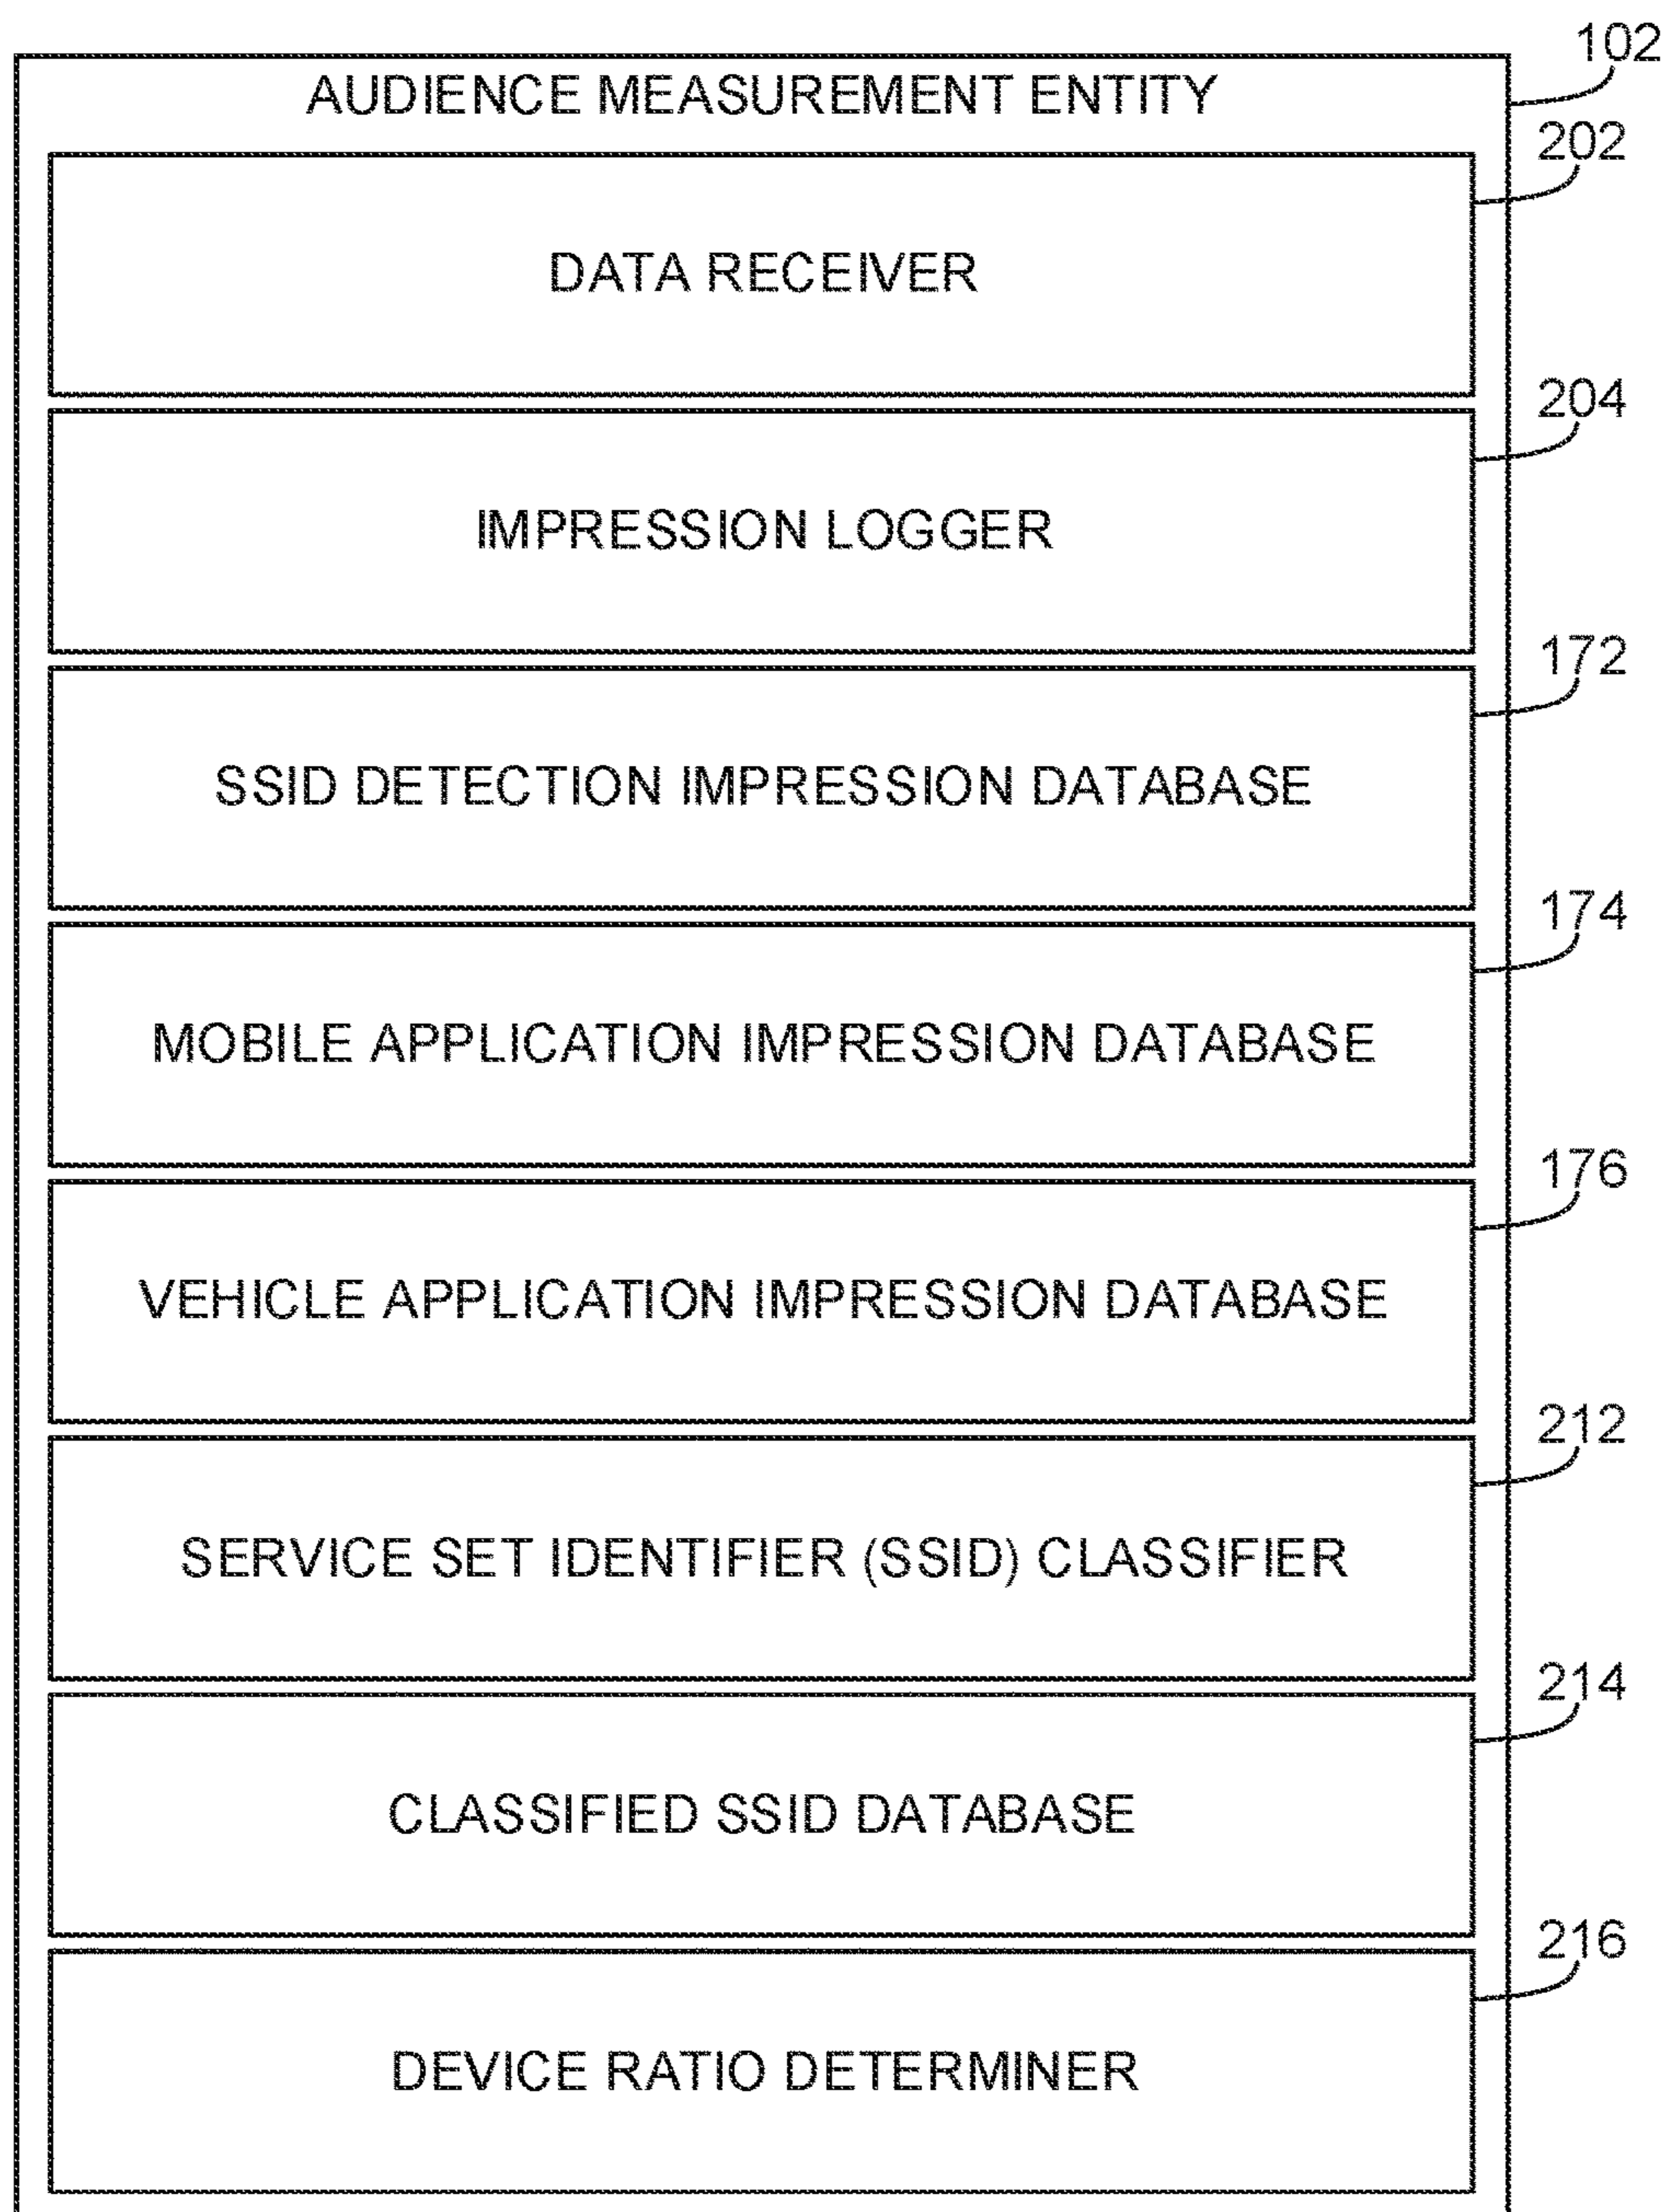 102
AUDIENCE MEASUREMENT ENTITY
202
DATA RECEIVER
204
IMPRESSION LOGGER
172
SSID DETECTION IMPRESSION DATABASE
174
MOBILE APPLICATION IMPRESSION DATABASE
176
VEHICLE APPLICATION IMPRESSION DATABASE
212
SERVICE SET IDENTIFIER (SSID) CLASSIFIER
214
CLASSIFIED SSID DATABASE
216
DEVICE RATIO DETERMINER